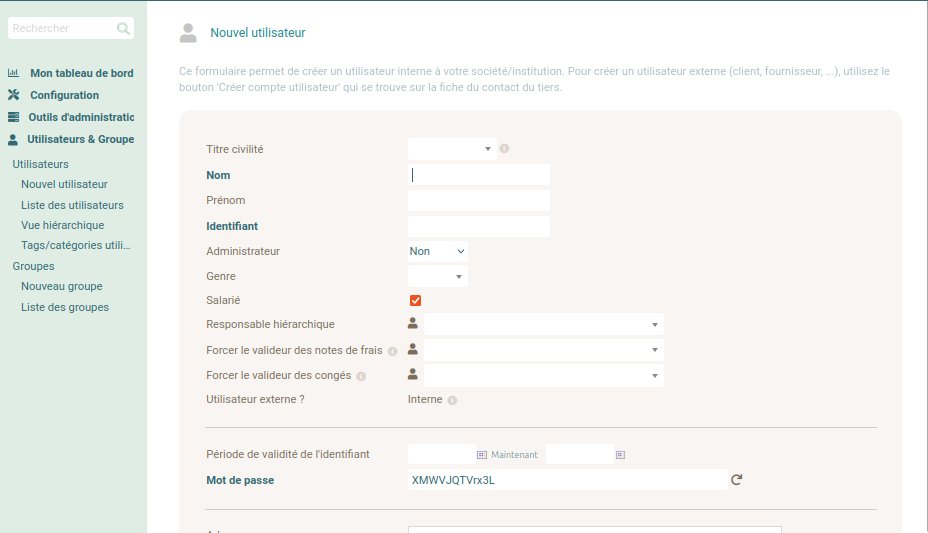 Rechercher
Mon tableau de bord
Configuration
Outils d'administratio
Utilisateurs & Groupe
Utilisateurs
Nouvel utilisateur
Liste des utilisateurs
Vue hiérarchique
Tags/catégories utili...
Groupes
Nouveau groupe
Liste des groupes
Nouvel utilisateur
Ce formulaire permet de créer un utilisateur interne à votre société/institution. Pour créer un utilisateur externe (client, fournisseur, ...), utilisez le
bouton 'Créer compte utilisateur' qui se trouve sur la fiche du contact du tiers.
Titre civilité
Nom
Prénom
Identifiant
Administrateur Non
Genre
Salarié
Responsable hiérarchique
Forcer le valideur des notes de frais
Forcer le valideur des congés
Utilisateur externe ? Interne
Période de validité de l'identifiant Maintenant
Mot de passe XMWVJQTVrx3L